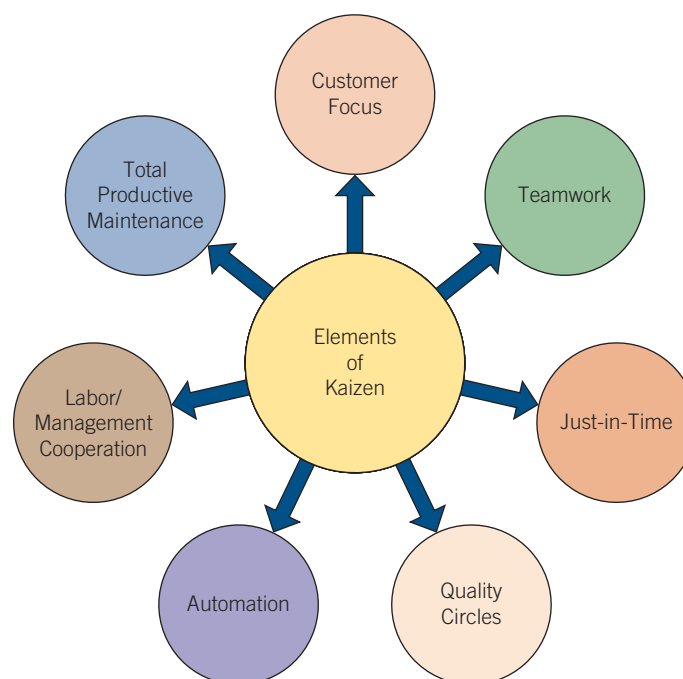 Customer
Focus
Teamwork
Just-in-Time
Quality
Circles
Automation
Labor/
Management
Cooperation
Total
Productive
Maintenance
Elements
of
Kaizen